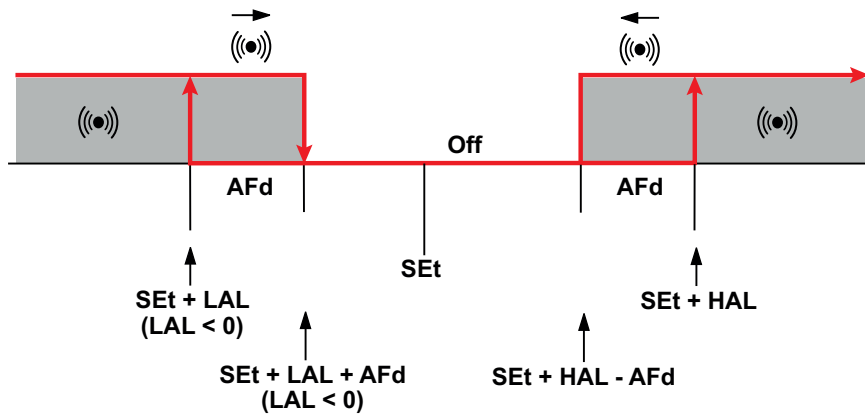 Off
AFd
AFd
SEt
SEt + LAL
(LAL < 0)
SEt + HAL
SEt + LAL + AFd
(LAL < 0)
SEt + HAL - AFd